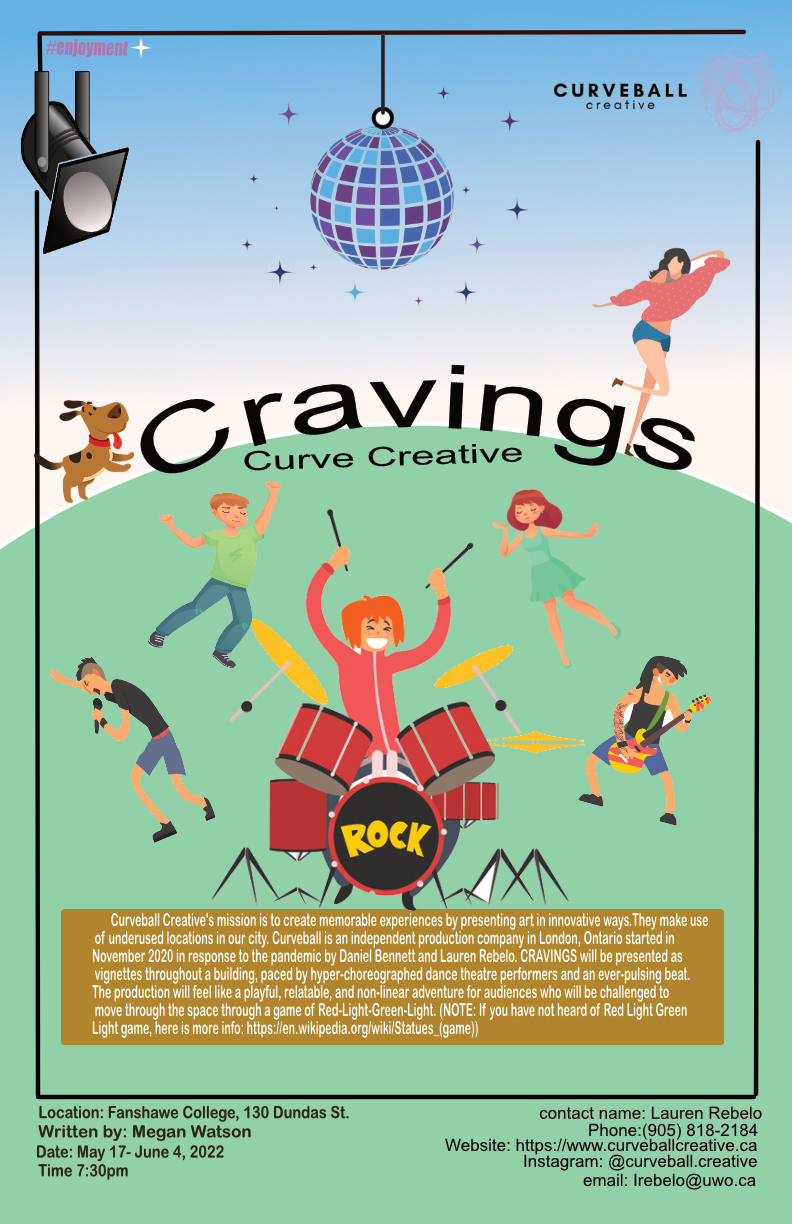 #enjoyment
CURVEBALL
creative
Cravings
Curve Creative
ROCK
Curveball Creative's mission is to create memorable experiences by presenting art in innovative ways.They make use
of underused locations in our city. Curveball is an independent production company in London, Ontario started in
November 2020 in response to the pandemic by Daniel Bennett and Lauren Rebelo. CRAVINGS will be presented as
vignettes throughout a building, paced by hyper-choreographed dance theatre performers and an ever-pulsing beat.
The production will feel like a playful, relatable, and non-linear adventure for audiences who will be challenged to
move through the space through a game of Red-Light-Green-Light. (NOTE: If you have not heard of Red Light Green
Light game, here is more info: https://en.wikipedia.org/wiki/Statues_(game))
Location: Fanshawe College, 130 Dundas St.
Written by: Megan Watson
Date: May 17- June 4, 2022
Time 7:30pm
contact name: Lauren Rebelo
Phone:(905) 818-2184
Website: https://www.curveballcreative.ca
Instagram: @curveball.creative
email: lrebelo@uwo.ca